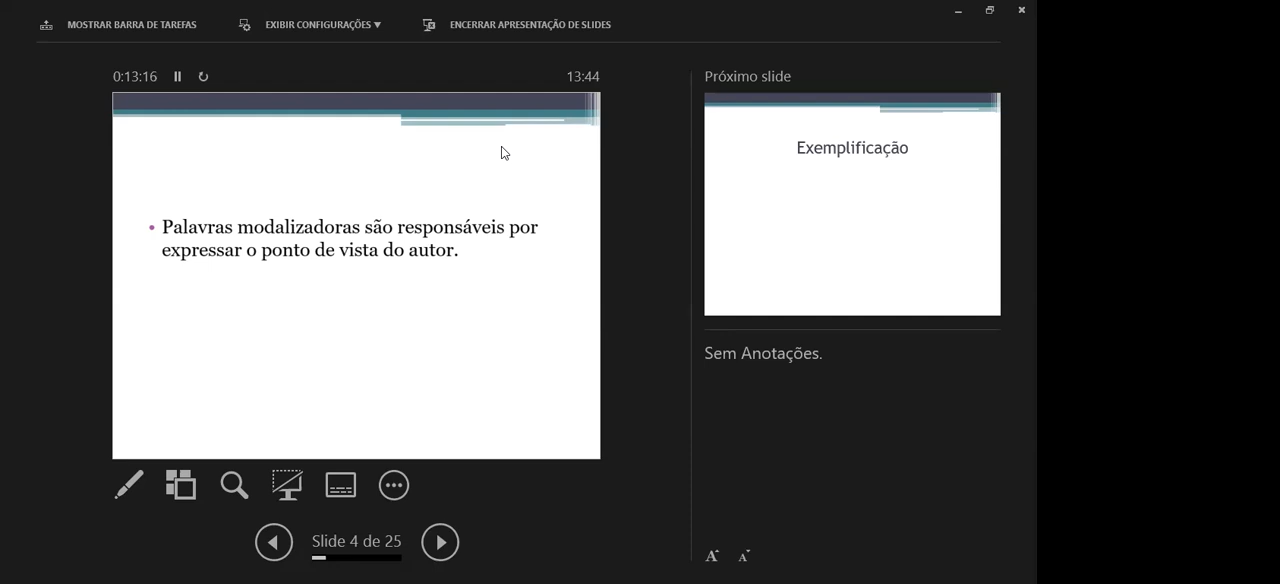 MOSTRAR BARRA DE TAREFAS EXIBIR CONFIGURAÇÕES ▼ ENCERRAR APRESENTAÇÃO DE SLIDES
0:13:16 13:44
• Palavras modalizadoras são responsáveis por
expressar o ponto de vista do autor.
Slide 4 de 25
Próximo slide
Exemplificação
Sem Anotações.
A A